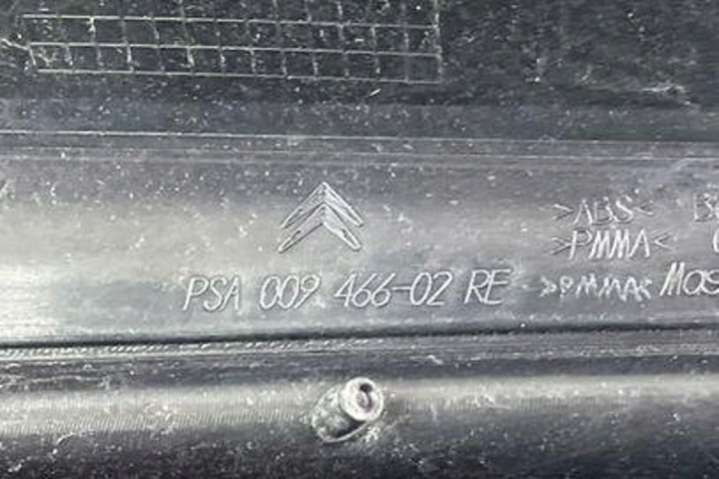 >ABS<
>PMMA<
PSA 009 466-02 RE
>PMMA<